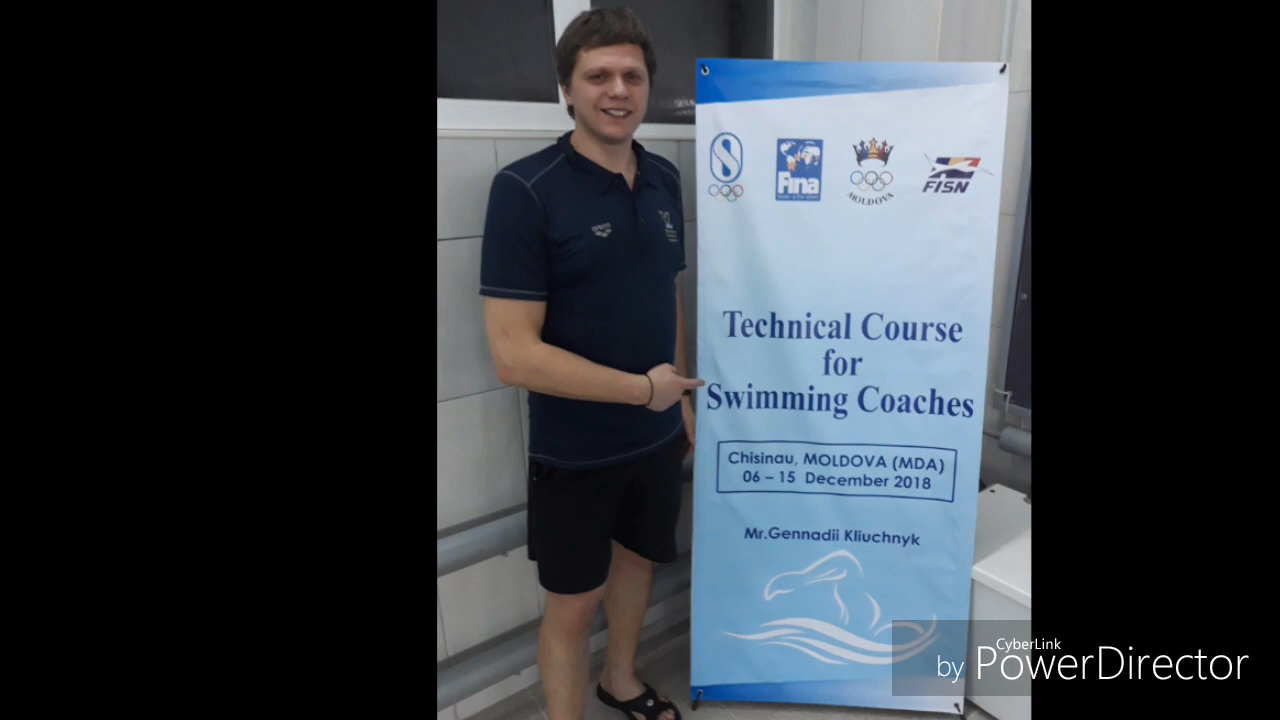 arena
Fina
MOLDOVA
FISN
Technical Course
for
Swimming Coaches
Chisinau, MOLDOVA (MDA)
06 – 15 December 2018
Mr.Gennadii Kliuchnyk
CyberLink
by PowerDirector